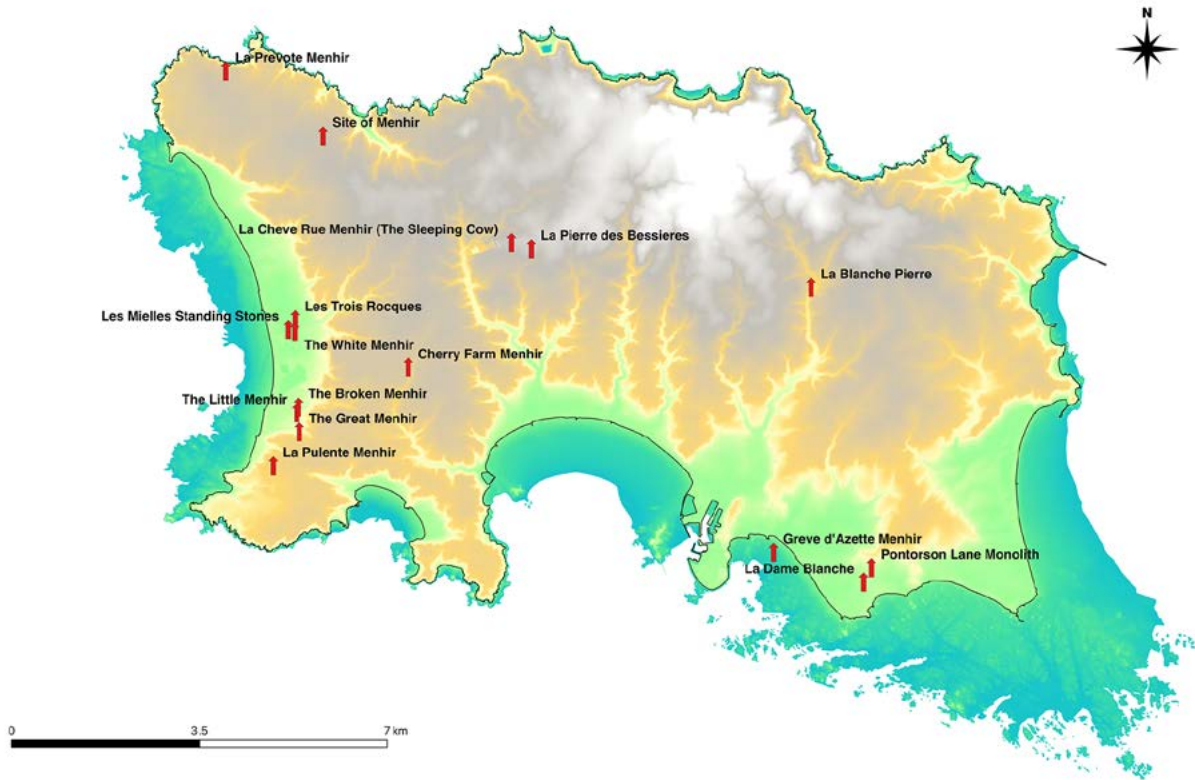 N
La Prevote Menhir
Site of Menhir
La Cheve Rue Menhir (The Sleeping Cow)
La Pierre des Bessieres
La Blanche Pierre
Les Trois Rocques
Les Mielles Standing Stones
The White Menhir
Cherry Farm Menhir
The Broken Menhir
The Little Menhir
The Great Menhir
La Pulente Menhir
Greve d'Azette Menhir
Pontorson Lane Monolith
La Dame Blanche
0 3.5 7 km